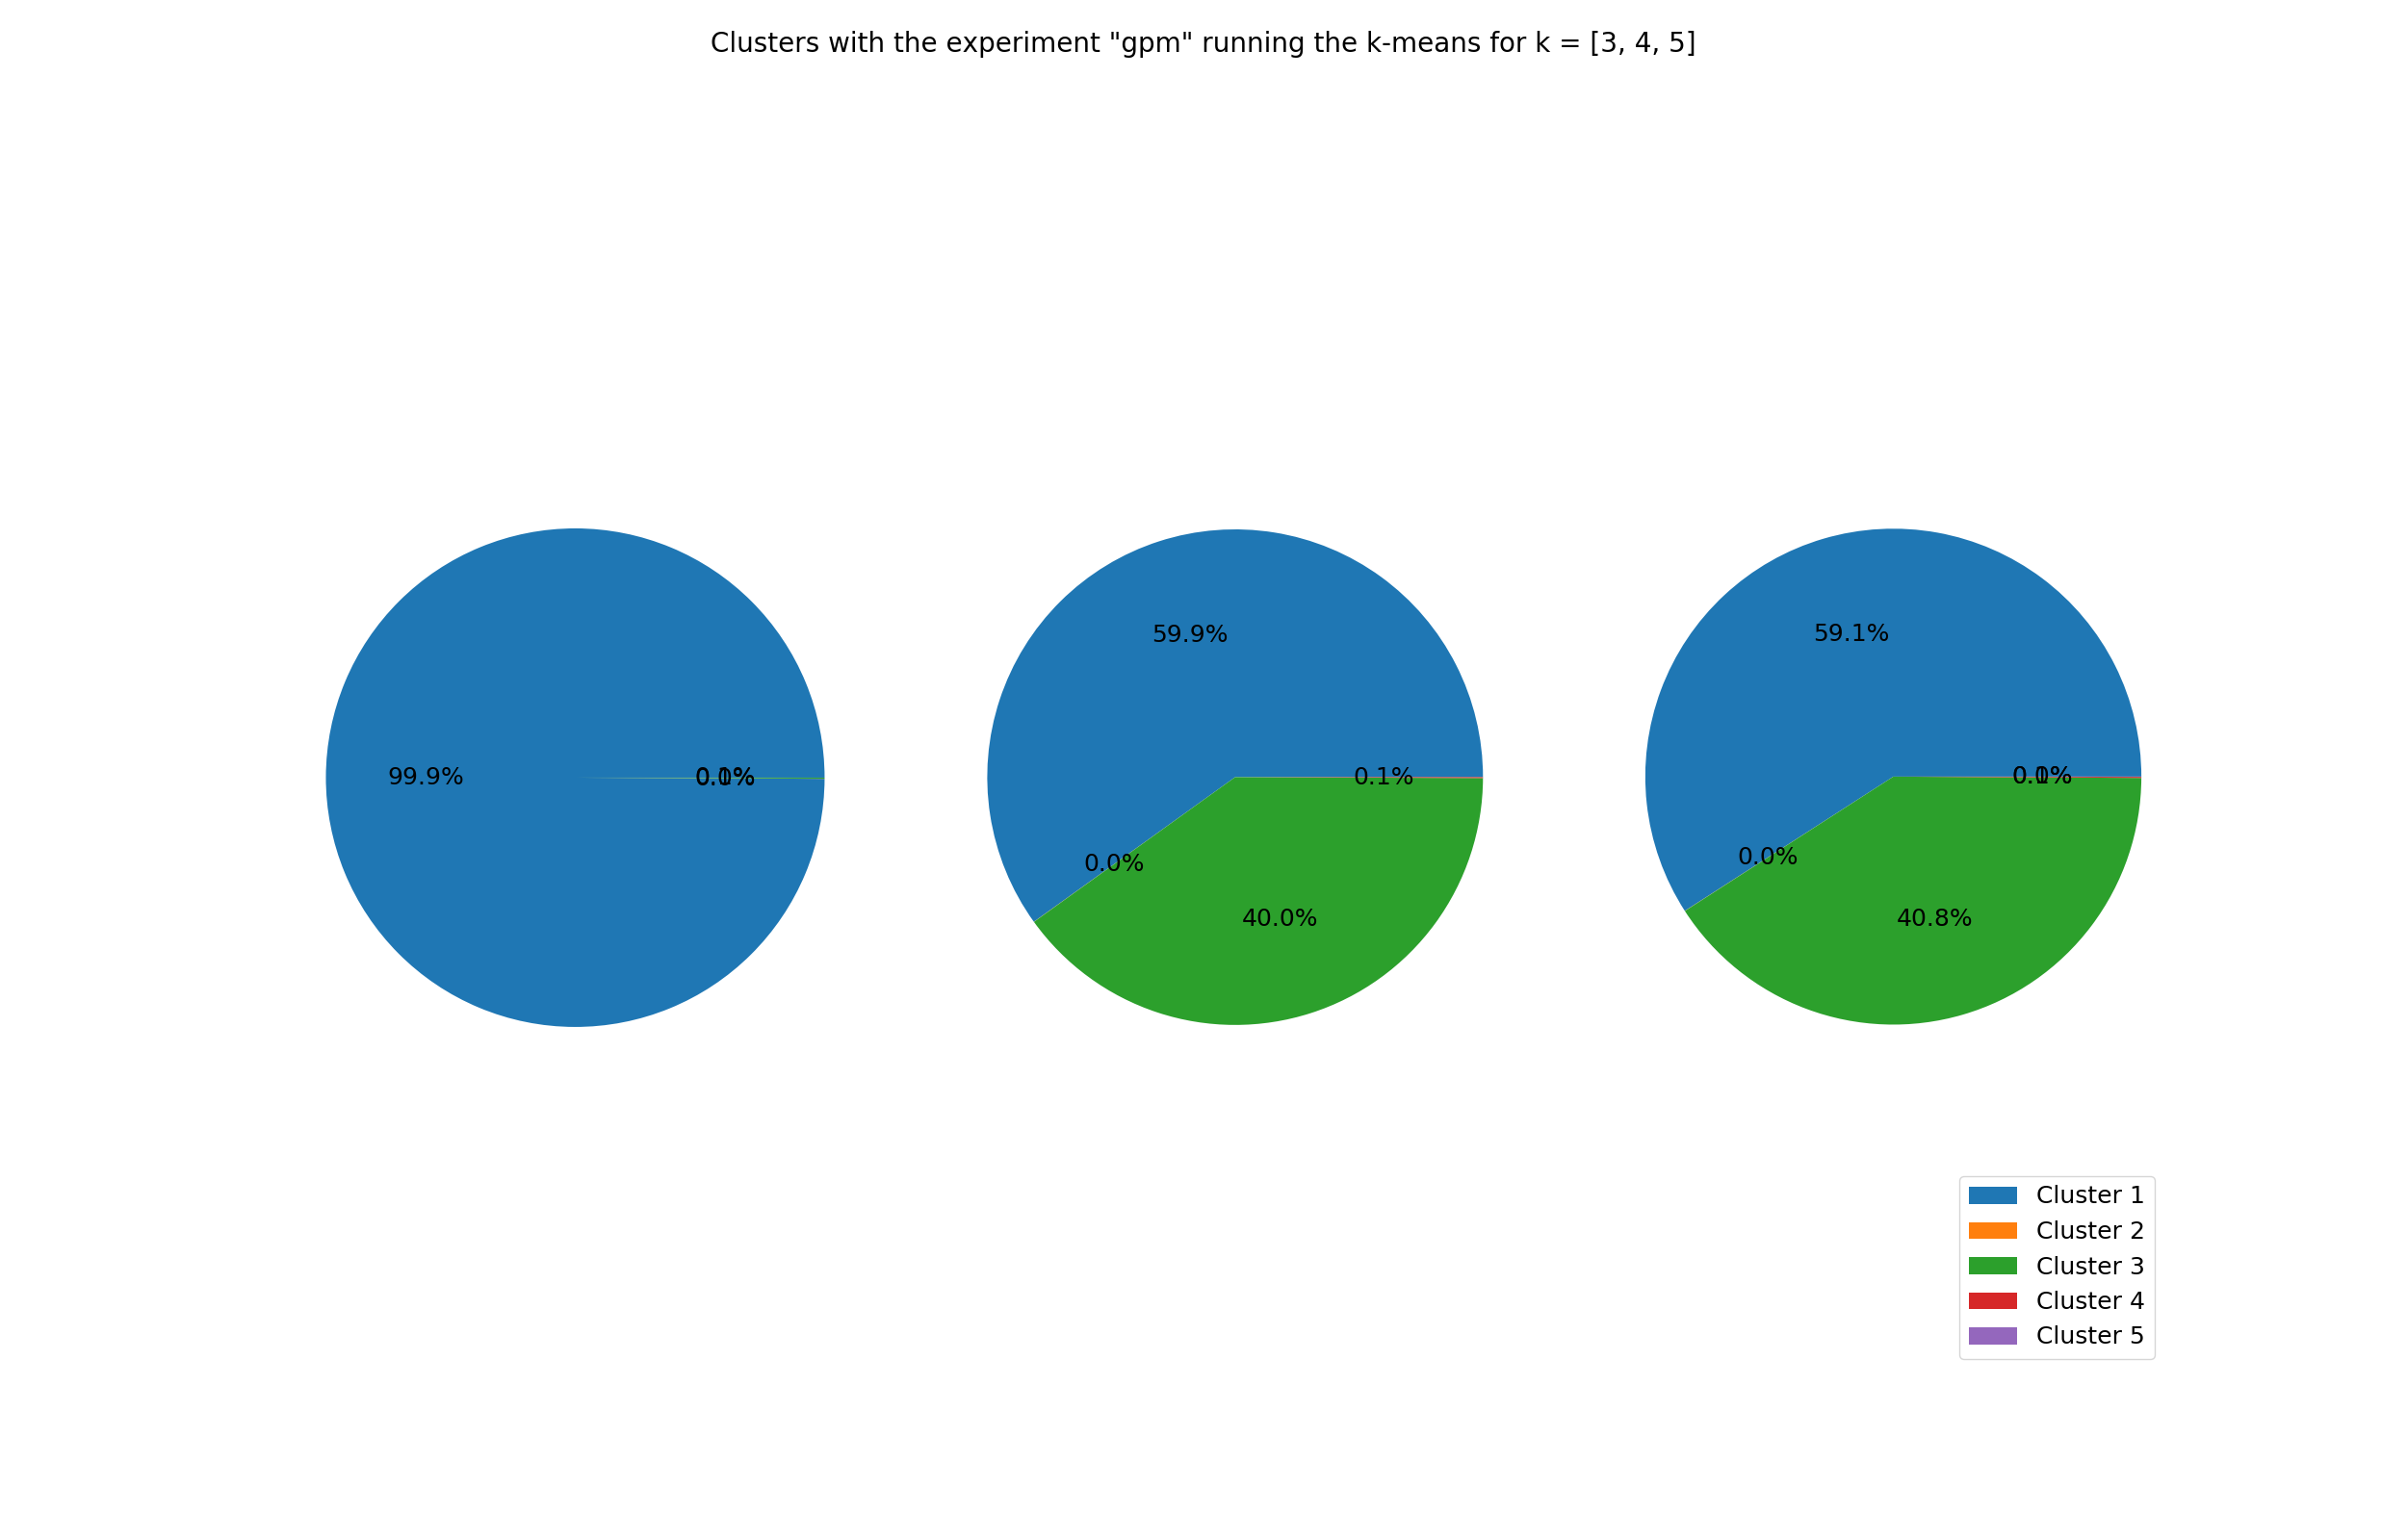 Clusters with the experiment "gpm" running the k-means for k = [3, 4, 5]
59.9%
59.1%
99.9%
0.1%
0.0%
0.0%
40.0%
40.8%
Cluster 1
Cluster 2
Cluster 3
Cluster 4
Cluster 5